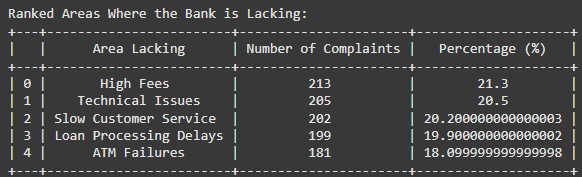 Ranked Areas Where the Bank is Lacking:
+---+-------------------------+----------------------+--------------------+
|   |      Area Lacking       | Number of Complaints |   Percentage (%)   |
+---+-------------------------+----------------------+--------------------+
| 0 |        High Fees        |         213          |        21.3        |
| 1 |    Technical Issues     |         205          |        20.5        |
| 2 |  Slow Customer Service  |         202          | 20.200000000000003 |
| 3 | Loan Processing Delays  |         199          | 19.900000000000002 |
| 4 |      ATM Failures       |         181          | 18.099999999999998 |
+---+-------------------------+----------------------+--------------------+